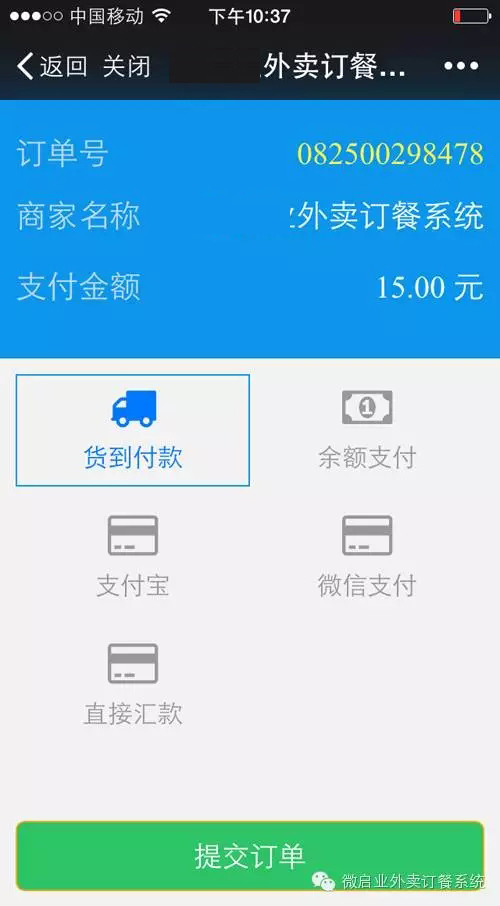 中国移动 下午10:37
返回 关闭 外卖订餐...
订单号 082500298478
商家名称 外卖订餐系统
支付金额 15.00 元
货到付款 余额支付
支付宝 微信支付
直接汇款
提交订单
微启业外卖订餐系统